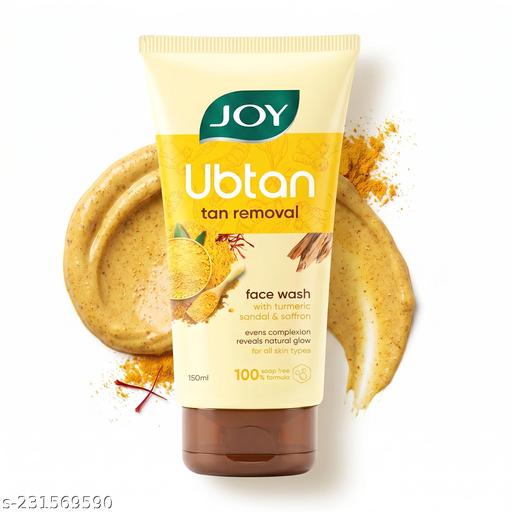 JOY
Ubtan
tan removal
face wash
with turmeric
sandal & saffron
evens complexion
reveals natural glow
for all skin types
150ml
100% soap free
formula
s-231569590